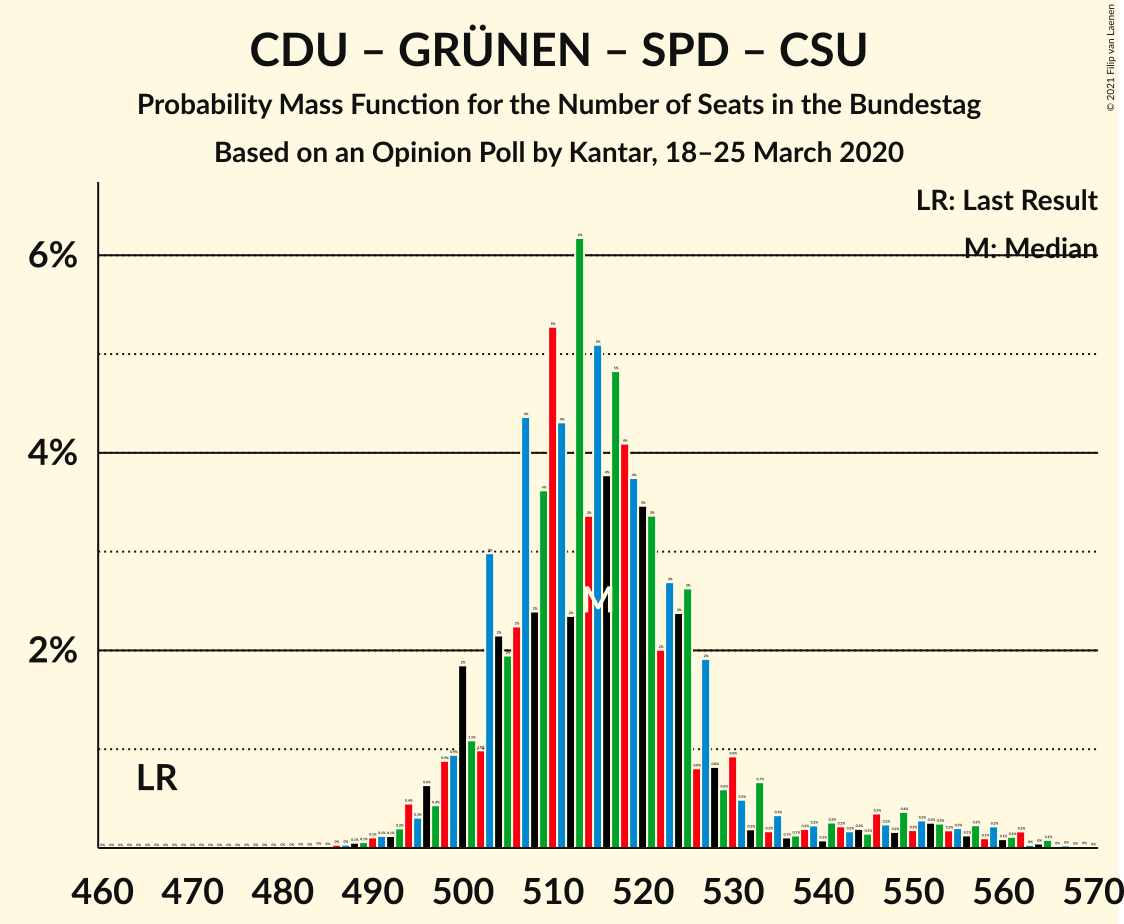 CDU – GRÜNEN – SPD – CSU
Probability Mass Function for the Number of Seats in the Bundestag
Based on an Opinion Poll by Kantar, 18–25 March 2020
© 2021 Filip van Laenen
LR: Last Result
M: Median
6%
4%
2%
LR
M
460 470 480 490 500 510 520 530 540 550 560 570